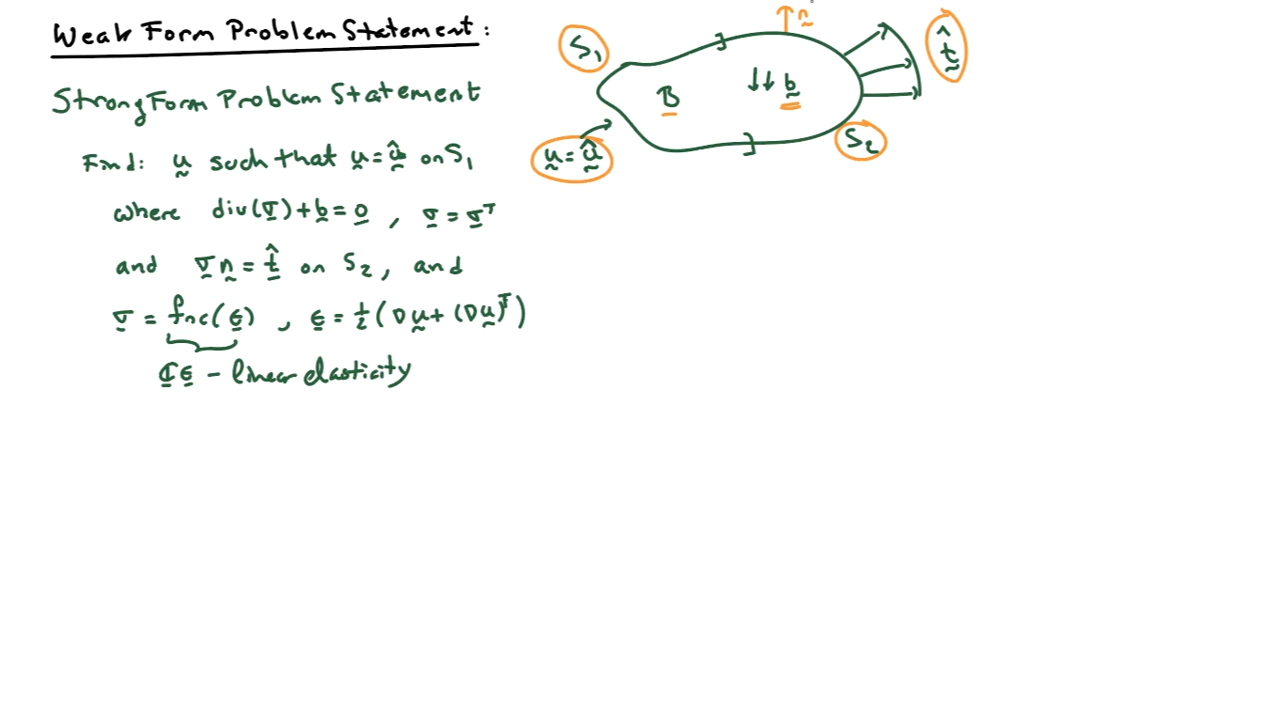 Weak Form Problem Statement:
Strong Form Problem Statement
Find: u such that u = û on S₁
where div(σ) + b = 0, σ = σᵀ
and σn = t̂ on S₂, and
σ = fnc(ε), ε = ½(∇u + (∇u)ᵀ)
ℂε – linear elasticity
n
S₁
t̂
B
b
S₂
u = û